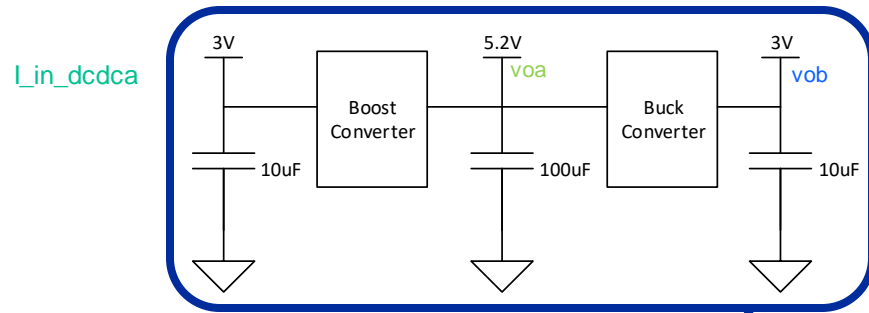 3V
5.2V
3V
I_in_dcdca
voa
vob
Boost
Converter
Buck
Converter
10uF
100uF
10uF